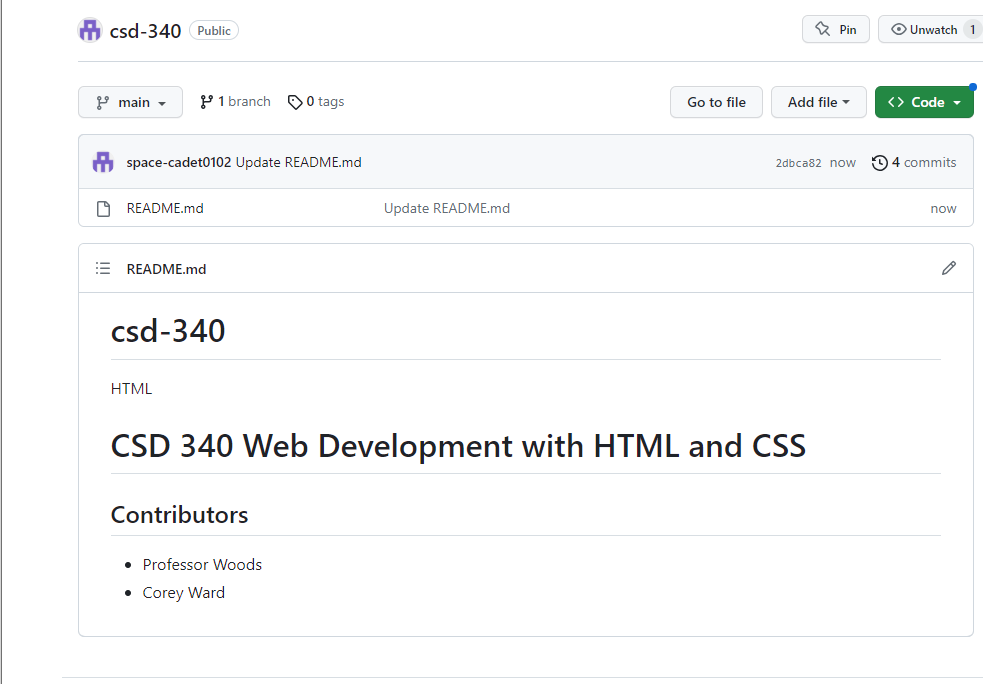 csd-340 Public Pin Unwatch 1
main 1 branch 0 tags Go to file Add file Code
space-cadet0102 Update README.md 2dbca82 now 4 commits
README.md Update README.md now
README.md
csd-340
HTML
CSD 340 Web Development with HTML and CSS
Contributors
Professor Woods
Corey Ward